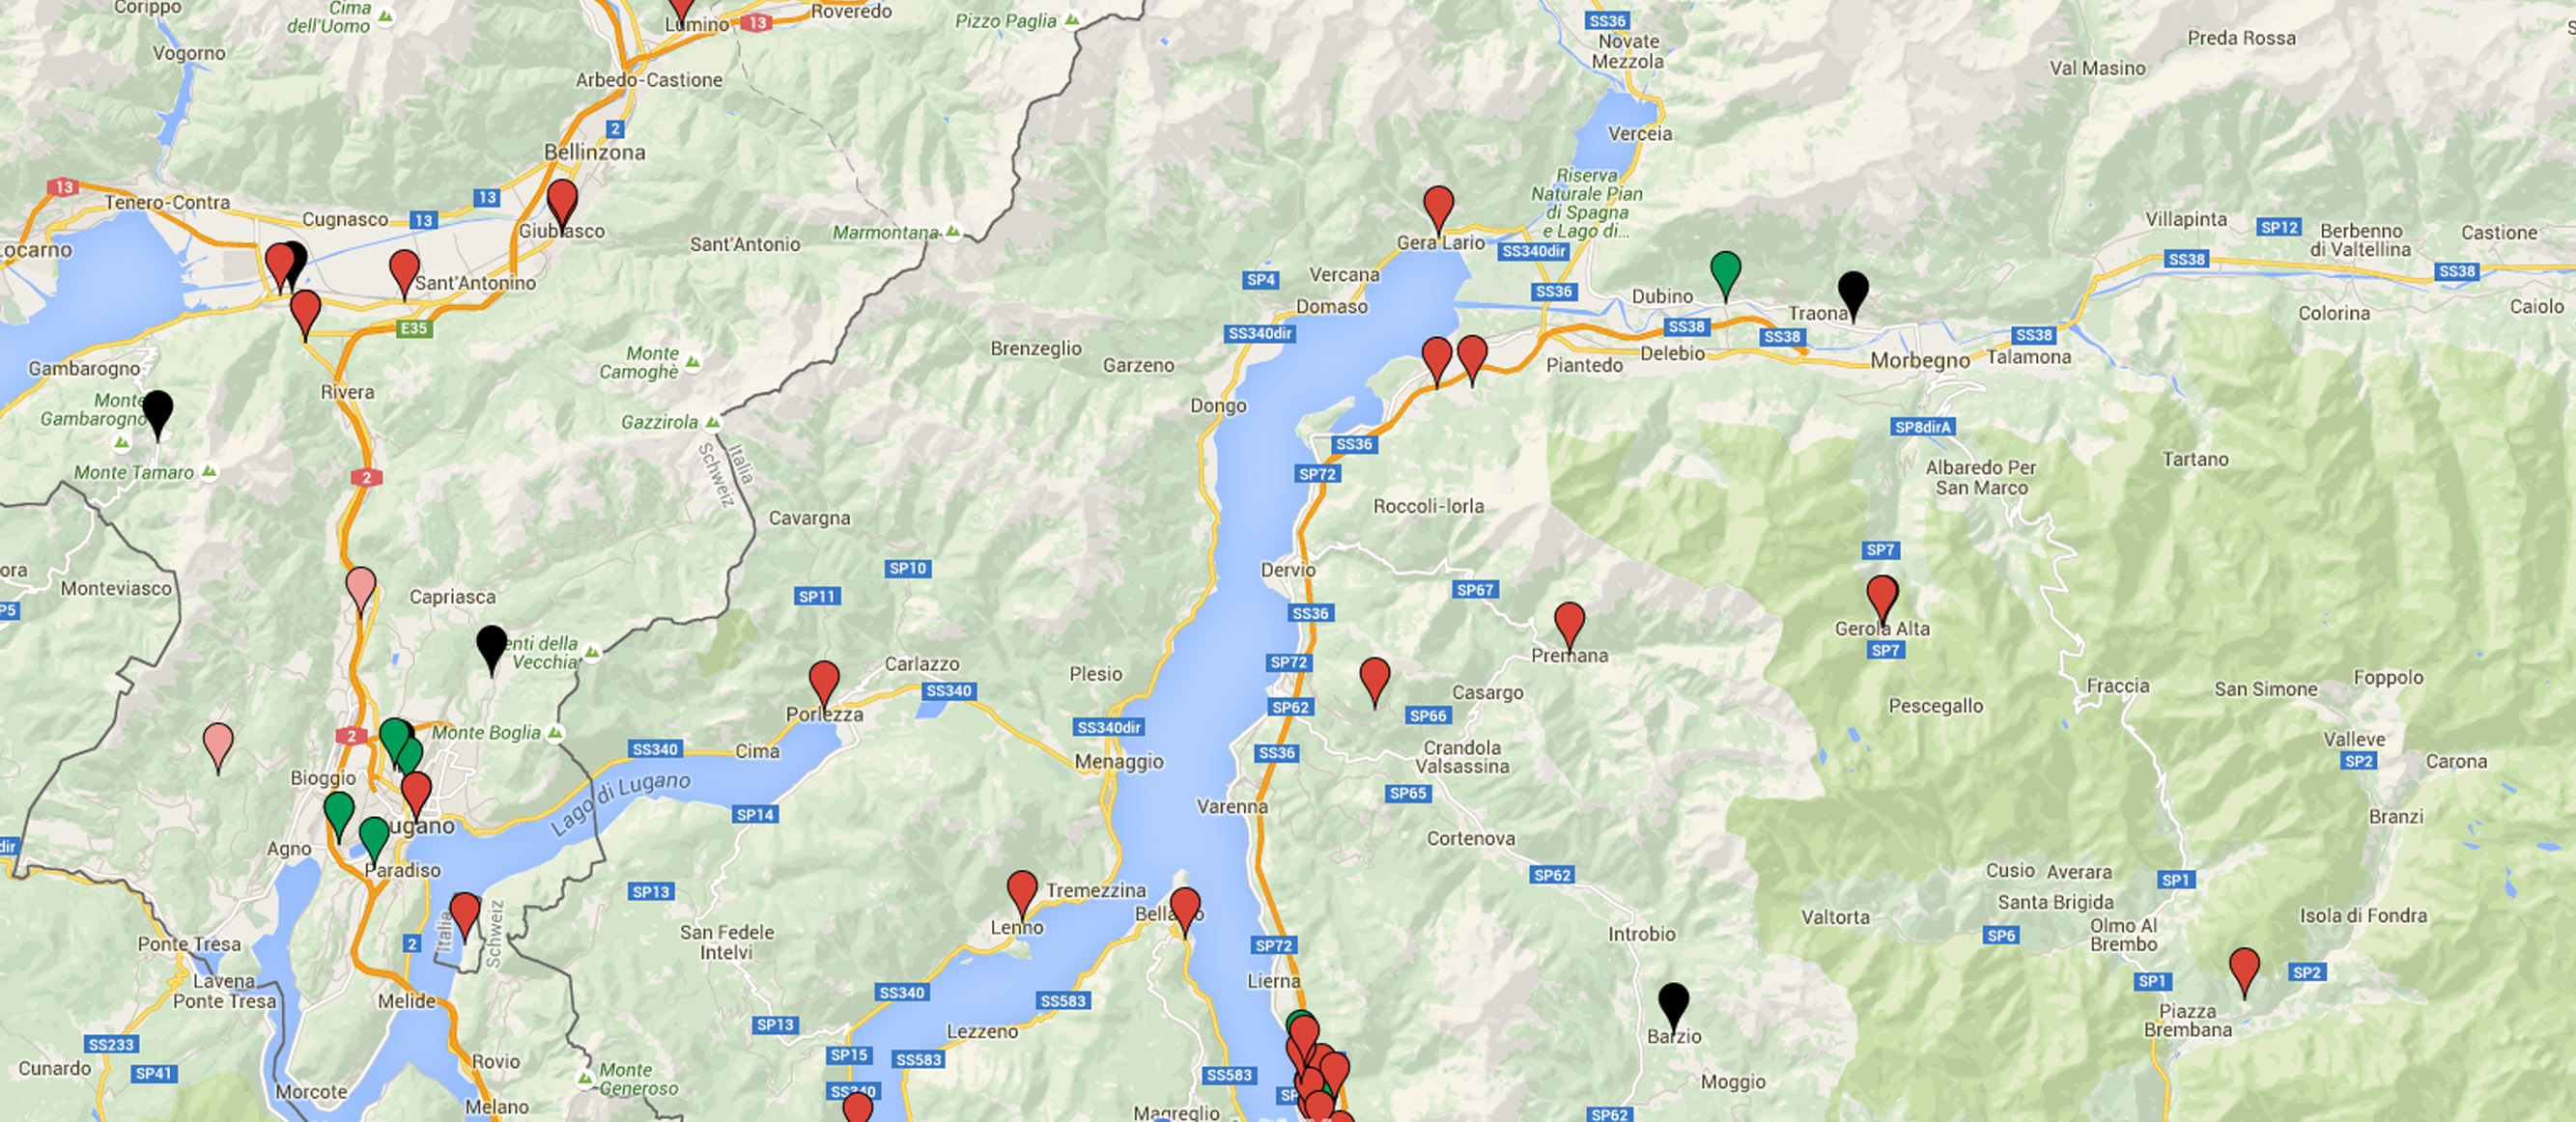 Corippo
Cima
dell'Uomo
Lumino
13
Roveredo
Pizzo Paglia
SS36
Novate
Mezzola
Preda Rossa
Val Masino
Vogorno
Arbedo-Castione
2
Verceia
Bellinzona
Riserva
Naturale Pian
di Spagna
e Lago di...
13
Tenero-Contra
13
Cugnasco
13
Giubiasco
Sant'Antonio
Marmontana
Gera Lario
SS340dir
Villapinta
SP12
Berbenno
di Valtellina
Castione
SS38
SS38
Locarno
Sant'Antonino
SP4
Vercana
Domaso
SS36
Dubino
Traona
Colorina
Caiolo
E35
SS340dir
SS38
SS38
SS38
Gambarogno
Monte
Camoghè
Brenzeglio
Garzeno
Piantedo
Delebio
Morbegno
Talamona
Rivera
Monte
Gambarogno
Gazzirola
Dongo
SP8dirA
Monte Tamaro
2
Italia
Schweiz
SS36
SP72
Albaredo Per
San Marco
Tartano
Cavargna
Roccoli-Iorla
ora
Monteviasco
SP5
Capriasca
SP10
SP11
Dervio
SP67
SS36
SP7
Gerola Alta
SP7
enti della
Vecchia
Carlazzo
Plesio
SP72
Premana
Porlezza
SS340
SP62
SP66
Casargo
Fraccia
San Simone
Foppolo
Pescegallo
2
Monte Boglia
SS340
Cima
SS340dir
SS36
Crandola
Valsassina
Valleve
SP2
Carona
Bioggio
Menaggio
Lago di Lugano
SP14
Varenna
SP65
Cortenova
Branzi
ugano
dir
Agno
Paradiso
SP13
Tremezzina
SP62
Cusio
Averara
SP1
Santa Brigida
Lenno
Valtorta
Olmo Al
Brembo
Isola di Fondra
Ponte Tresa
2
Italia
Schweiz
San Fedele
Intelvi
SP72
Introbio
SP6
Lavena
Ponte Tresa
Melide
SS340
SS583
Lierna
SP1
SP2
SS233
SP13
Lezzeno
Barzio
Piazza
Brembana
Cunardo
SP41
Rovio
Monte
Generoso
SP15
SS583
SS583
Morcote
SS340
Moggio
Melano
Magreglio
SP62